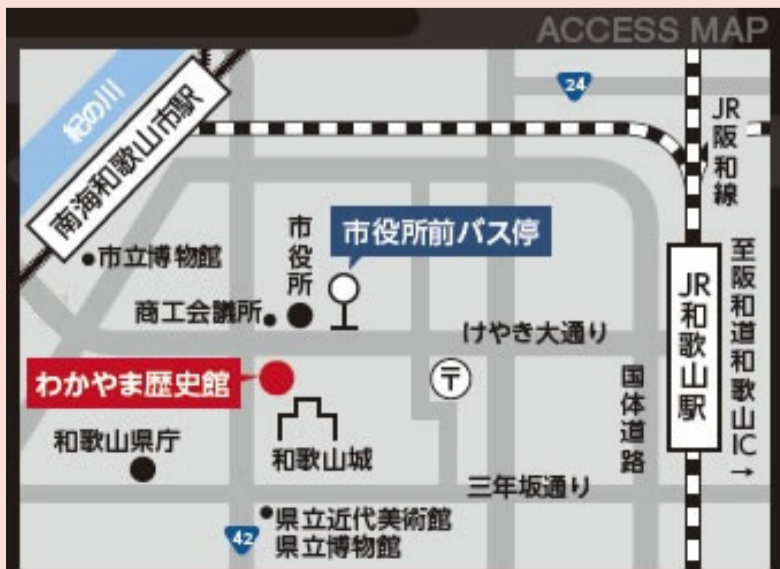 ACCESS MAP
紀の川
南海和歌山市駅
24
JR阪和線
市役所
市役所前バス停
市立博物館
商工会議所
けやき大通り
JR和歌山駅
至阪和道和歌山IC→
わかやま歴史館
〒
国体道路
和歌山県庁
和歌山城
三年坂通り
42
県立近代美術館
県立博物館